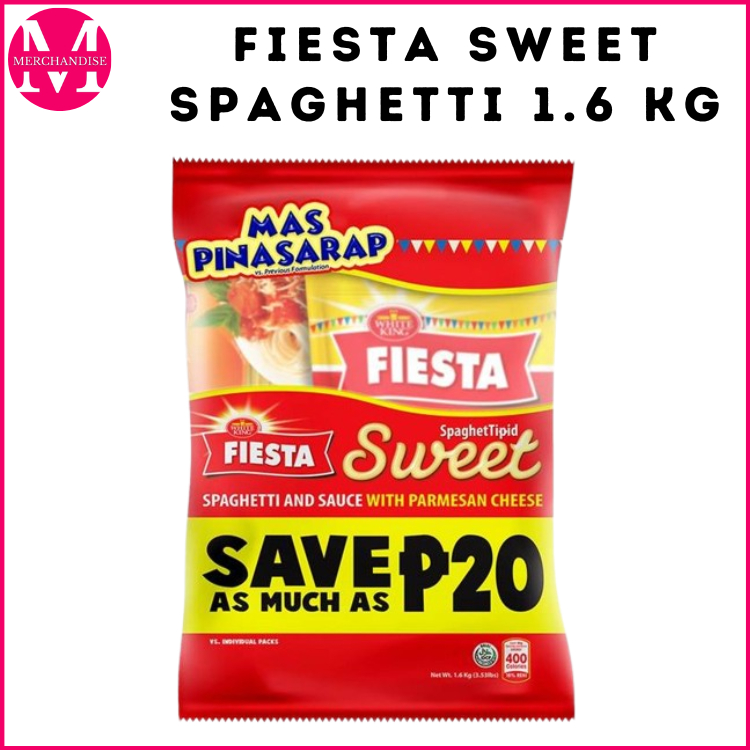 M
MERCHANDISE
FIESTA SWEET
SPAGHETTI 1.6 KG
MAS
PINASARAP
vs. Previous Formulation
WHITE
KING
FIESTA
WHITE
KING
FIESTA
SpaghetTipid
Sweet
SPAGHETTI AND SAUCE WITH PARMESAN CHEESE
SAVE
AS MUCH AS
₱20
VS. INDIVIDUAL PACKS
400
Calories
Net Wt. 1.6 Kg (3.53lbs)